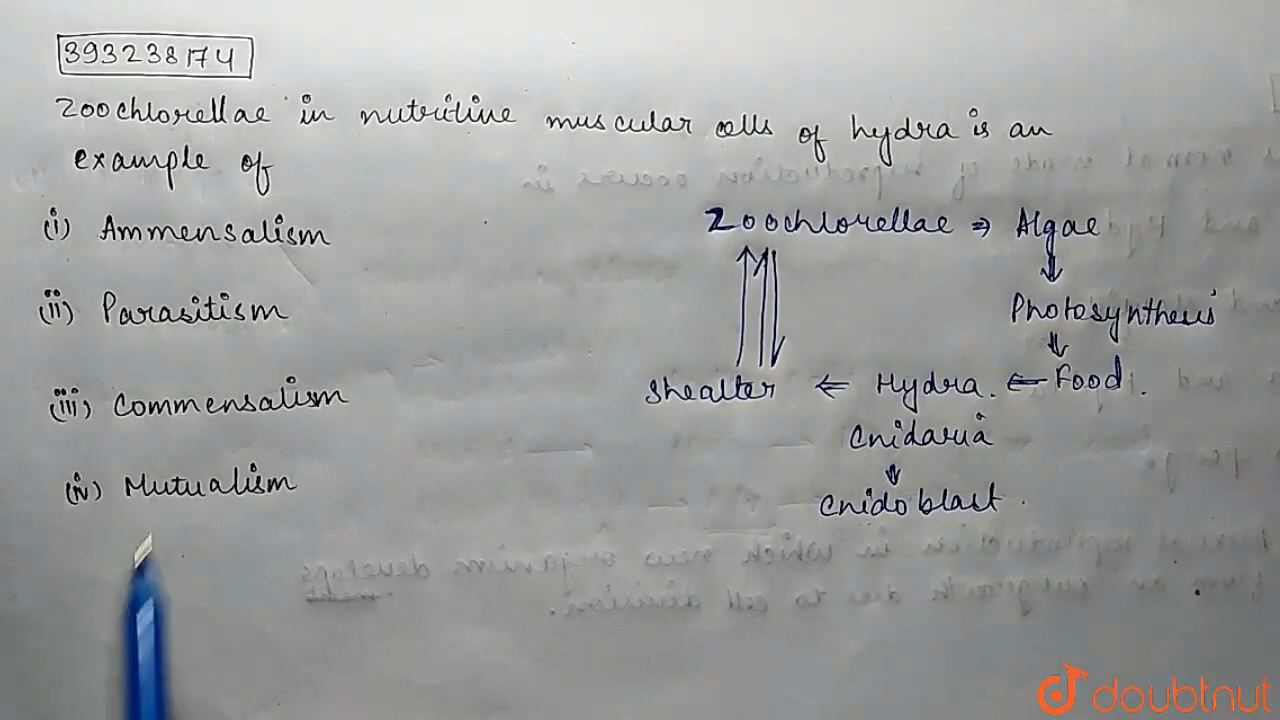 393238174
Zoochlorellae in nutritive muscular cells of hydra is an
example of
(i) Ammensalism
(ii) Parasitism
(iii) Commensalism
(iv) Mutualism
Zoochlorellae ⇒ Algae
⇓
Photosynthesis
⇓
Shealter ⇐ Hydra. ⇐ Food.
Cnidaria
⇓
Cnidoblast.
doubtnut